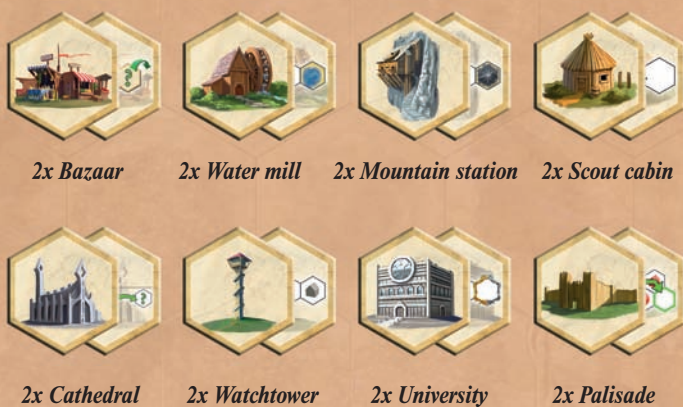 2x Bazaar 2x Water mill 2x Mountain station 2x Scout cabin
2x Cathedral 2x Watchtower 2x University 2x Palisade